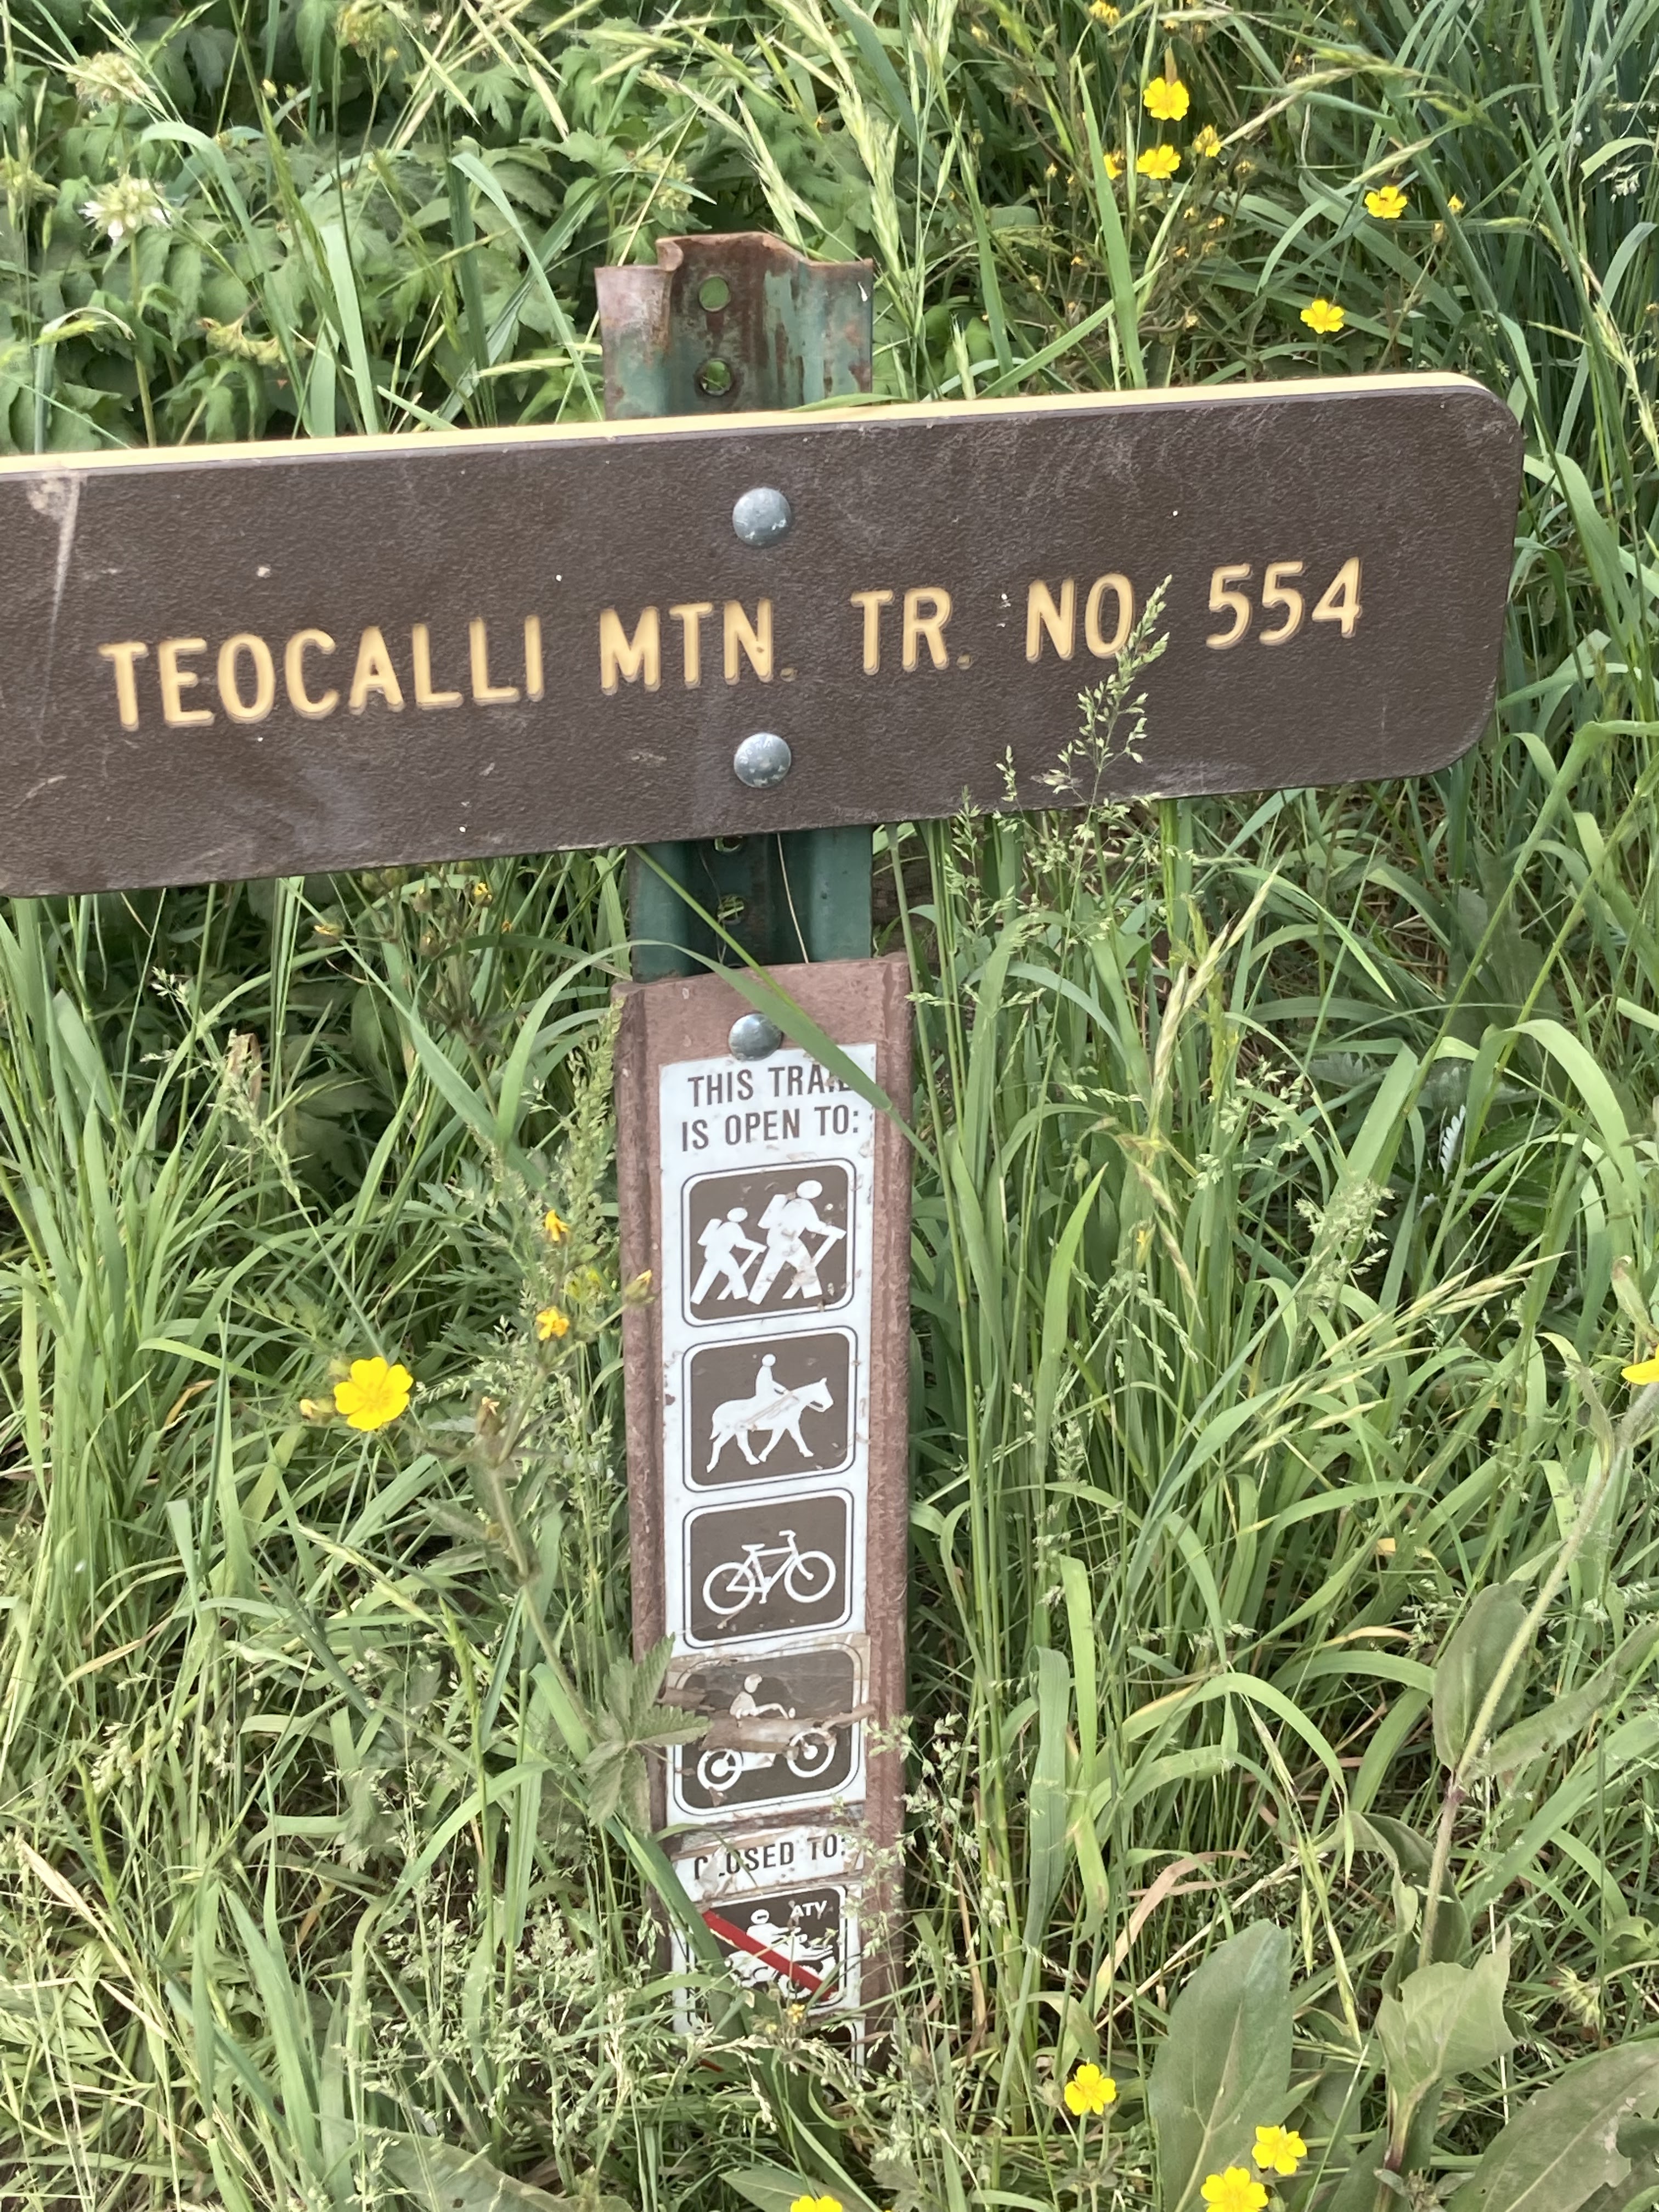 TEOCALLI MTN. TR. NO. 554
THIS TRAIL
IS OPEN TO:
CLOSED TO:
ATV